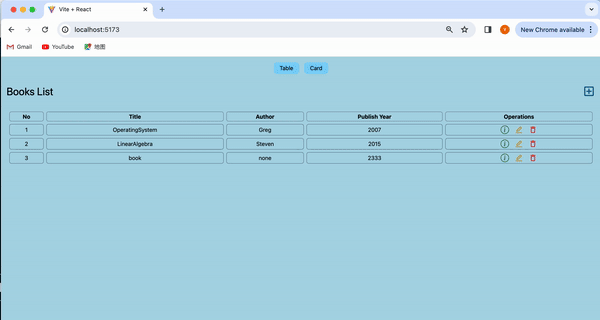 Vite + React
localhost:5173
New Chrome available
Gmail YouTube 地图
Table Card
Books List
No Title Author Publish Year Operations
1 OperatingSystem Greg 2007
2 LinearAlgebra Steven 2015
3 book none 2333